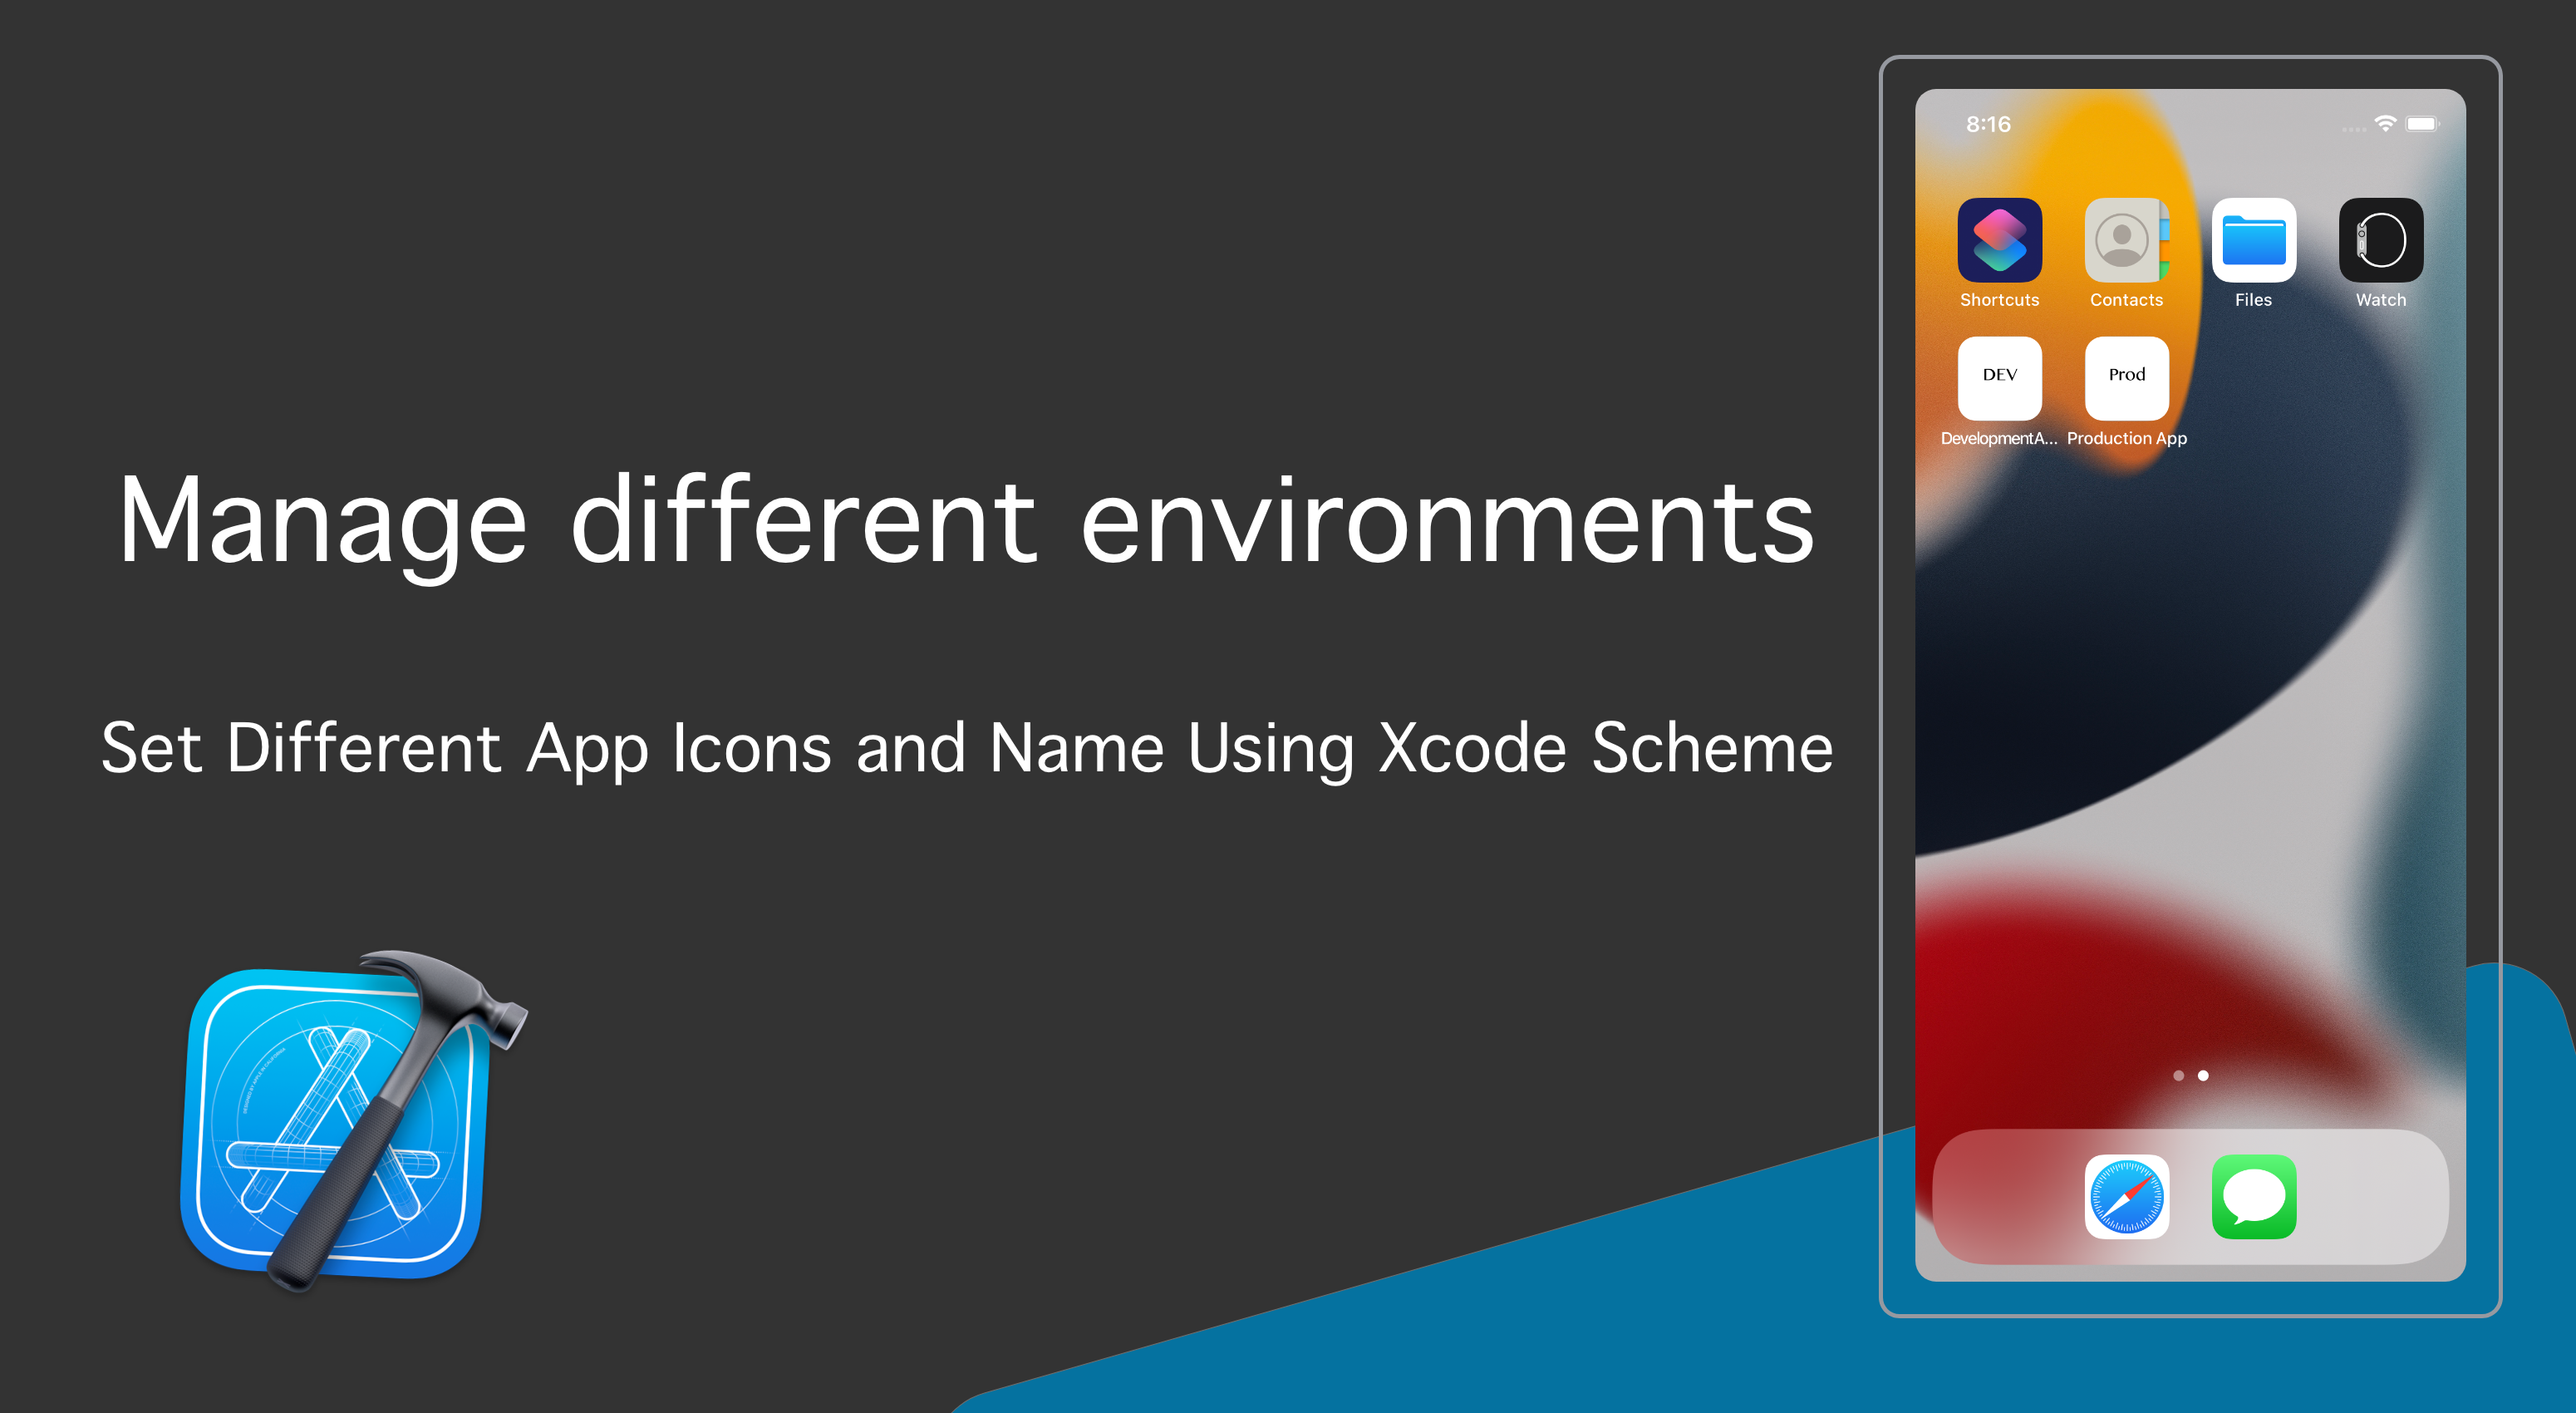 Manage different environments
Set Different App Icons and Name Using Xcode Scheme
8:16
Shortcuts Contacts Files Watch
DEV Prod
DevelopmentA... Production App